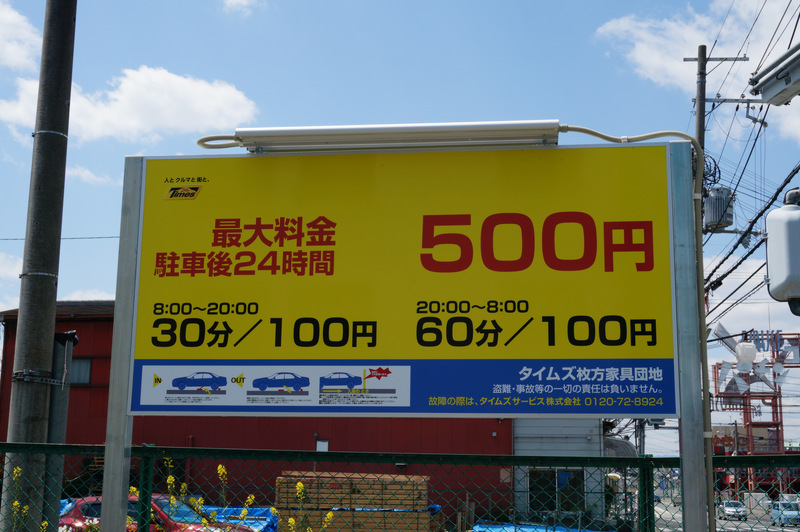 人とクルマと街と、
Times
最大料金
駐車後24時間
500円
8:00〜20:00
30分／100円
20:00〜8:00
60分／100円
IN
OUT
タイムズ枚方家具団地
盗難・事故等の一切の責任は負いません。
故障の際は、タイムズサービス株式会社 0120-72-8924